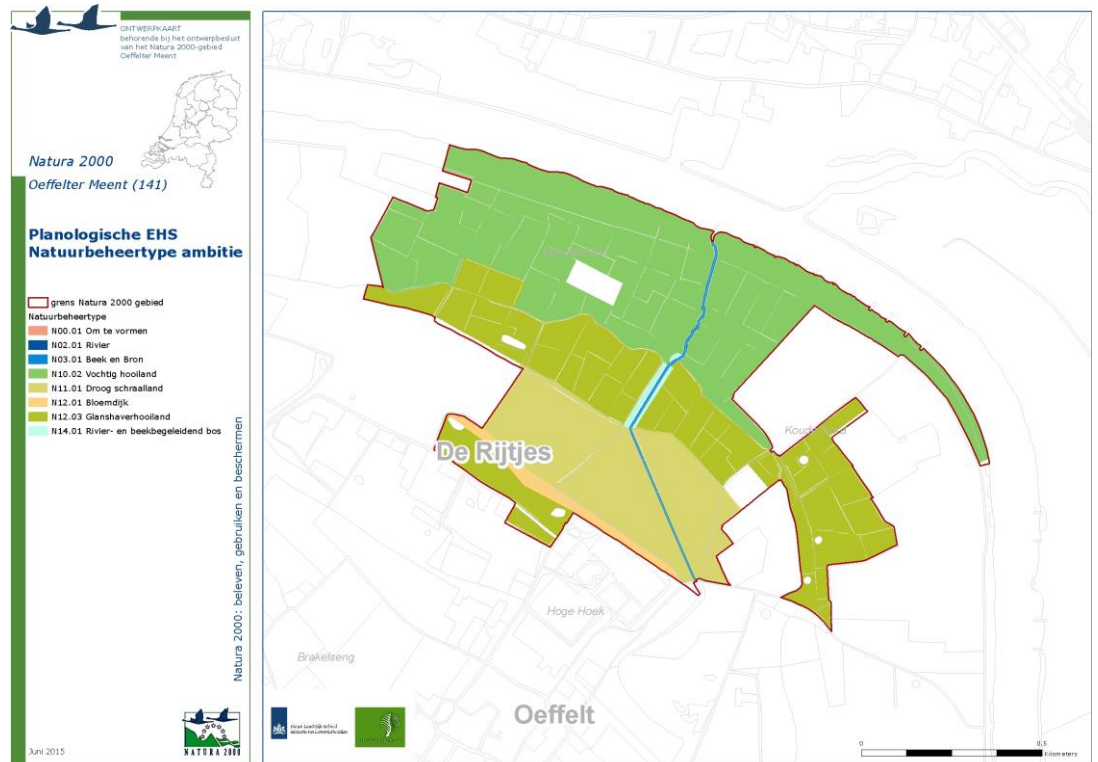 ONTWERPKAART
behorende bij het ontwerpbesluit
van het Natura 2000-gebied
Oeffelter Meent
Natura 2000
Oeffelter Meent (141)
Planologische EHS
Natuurbeheertype ambitie
grens Natura 2000 gebied
Natuurbeheertype
N00.01 Om te vormen
N02.01 Rivier
N03.01 Beek en Bron
N10.02 Vochtig hooiland
N11.01 Droog schraalland
N12.01 Bloemdijk
N12.03 Glanshaverhooiland
N14.01 Rivier- en beekbegeleidend bos
Natura 2000: beleven, gebruiken en beschermen
Juni 2015
NATURA 2000
De Rijtjes
Hoge Hoek
Brakelseng
Oeffelt
0
0,5
Kilometers